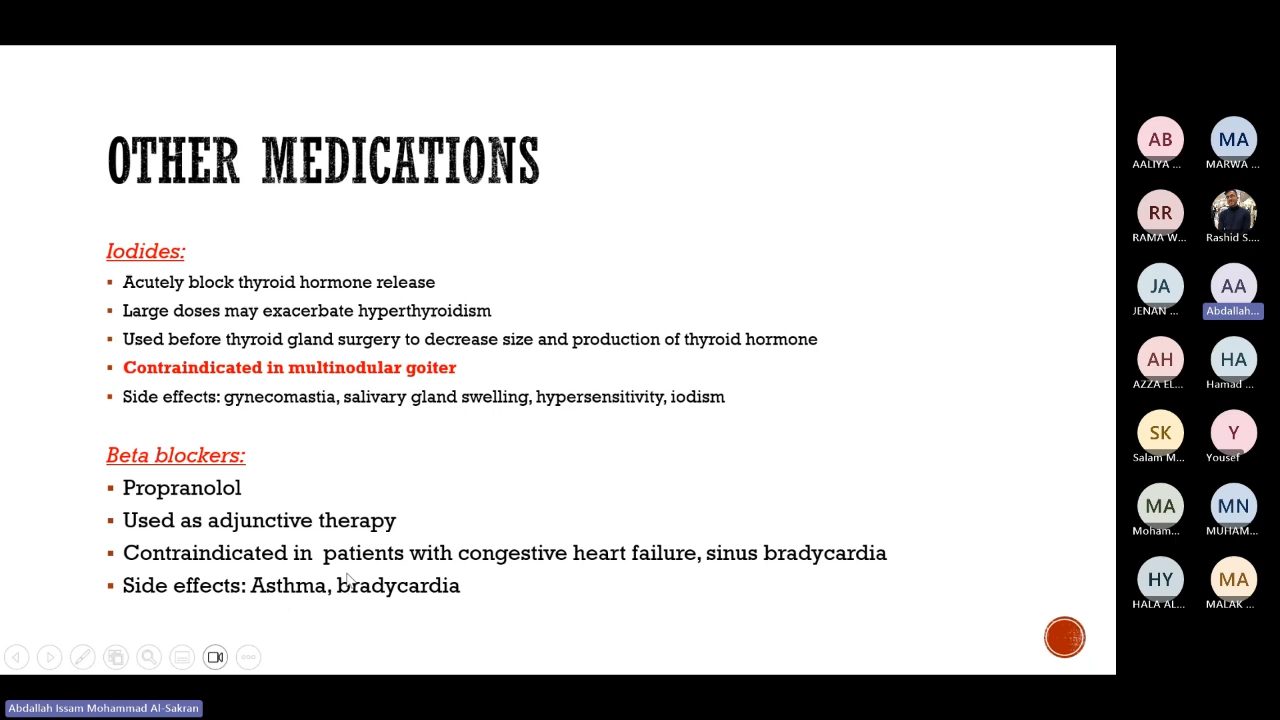 OTHER MEDICATIONS
Iodides:
▪ Acutely block thyroid hormone release
▪ Large doses may exacerbate hyperthyroidism
▪ Used before thyroid gland surgery to decrease size and production of thyroid hormone
▪ Contraindicated in multinodular goiter
▪ Side effects: gynecomastia, salivary gland swelling, hypersensitivity, iodism
Beta blockers:
▪ Propranolol
▪ Used as adjunctive therapy
▪ Contraindicated in patients with congestive heart failure, sinus bradycardia
▪ Side effects: Asthma, bradycardia
AB MA
AALIYA ... MARWA ...
RR
RAMA W... Rashid S....
JA AA
JENAN ... Abdallah...
AH HA
AZZA EL... Hamad ...
SK Y
Salam M... Yousef
MA MN
Moham... MUHAM...
HY MA
HALA AL... MALAK ...
Abdallah Issam Mohammad Al-Sakran